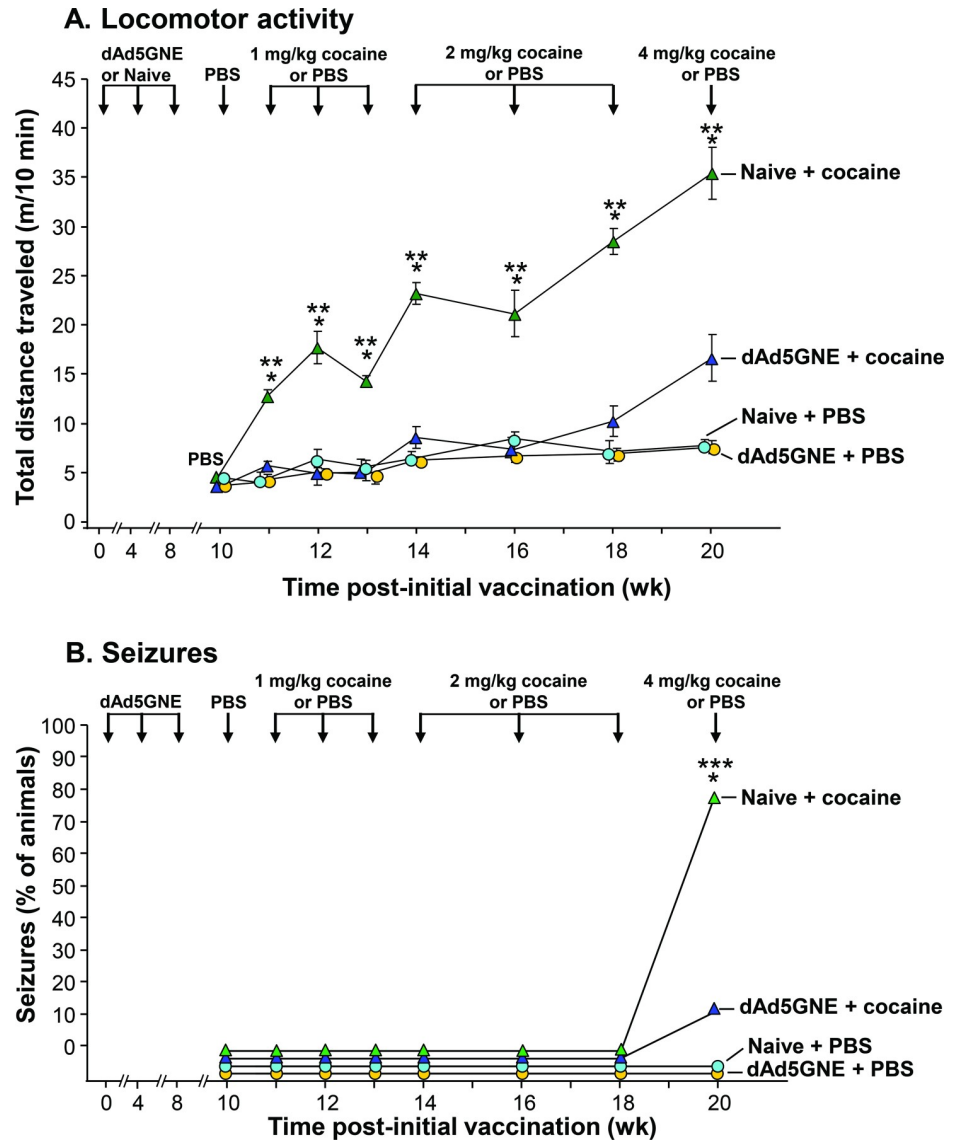 A. Locomotor activity
dAd5GNE
or Naive
PBS
1 mg/kg cocaine
or PBS
2 mg/kg cocaine
or PBS
4 mg/kg cocaine
or PBS
Total distance traveled (m/10 min)
45
40
35
30
25
20
15
10
5
0
**
*
**
*
**
*
**
*
**
*
**
*
**
*
PBS
Naive + cocaine
dAd5GNE + cocaine
Naive + PBS
dAd5GNE + PBS
0 4 8 10 12 14 16 18 20
Time post-initial vaccination (wk)
B. Seizures
dAd5GNE
PBS
1 mg/kg cocaine
or PBS
2 mg/kg cocaine
or PBS
4 mg/kg cocaine
or PBS
Seizures (% of animals)
100
90
80
70
60
50
40
30
20
10
0
***
*
Naive + cocaine
dAd5GNE + cocaine
Naive + PBS
dAd5GNE + PBS
0 4 8 10 12 14 16 18 20
Time post-initial vaccination (wk)